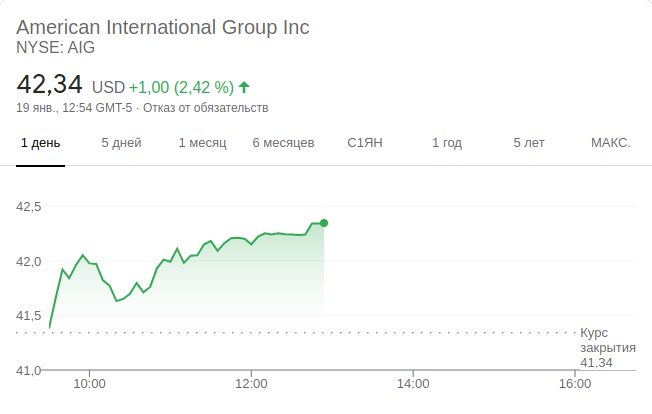 American International Group Inc
NYSE: AIG
42,34 USD +1,00 (2,42 %)
19 янв., 12:54 GMT-5 · Отказ от обязательств
1 день 5 дней 1 месяц 6 месяцев С1ЯН 1 год 5 лет МАКС.
42,5
42,0
41,5
Курс
закрытия
41,34
41,0
10:00 12:00 14:00 16:00